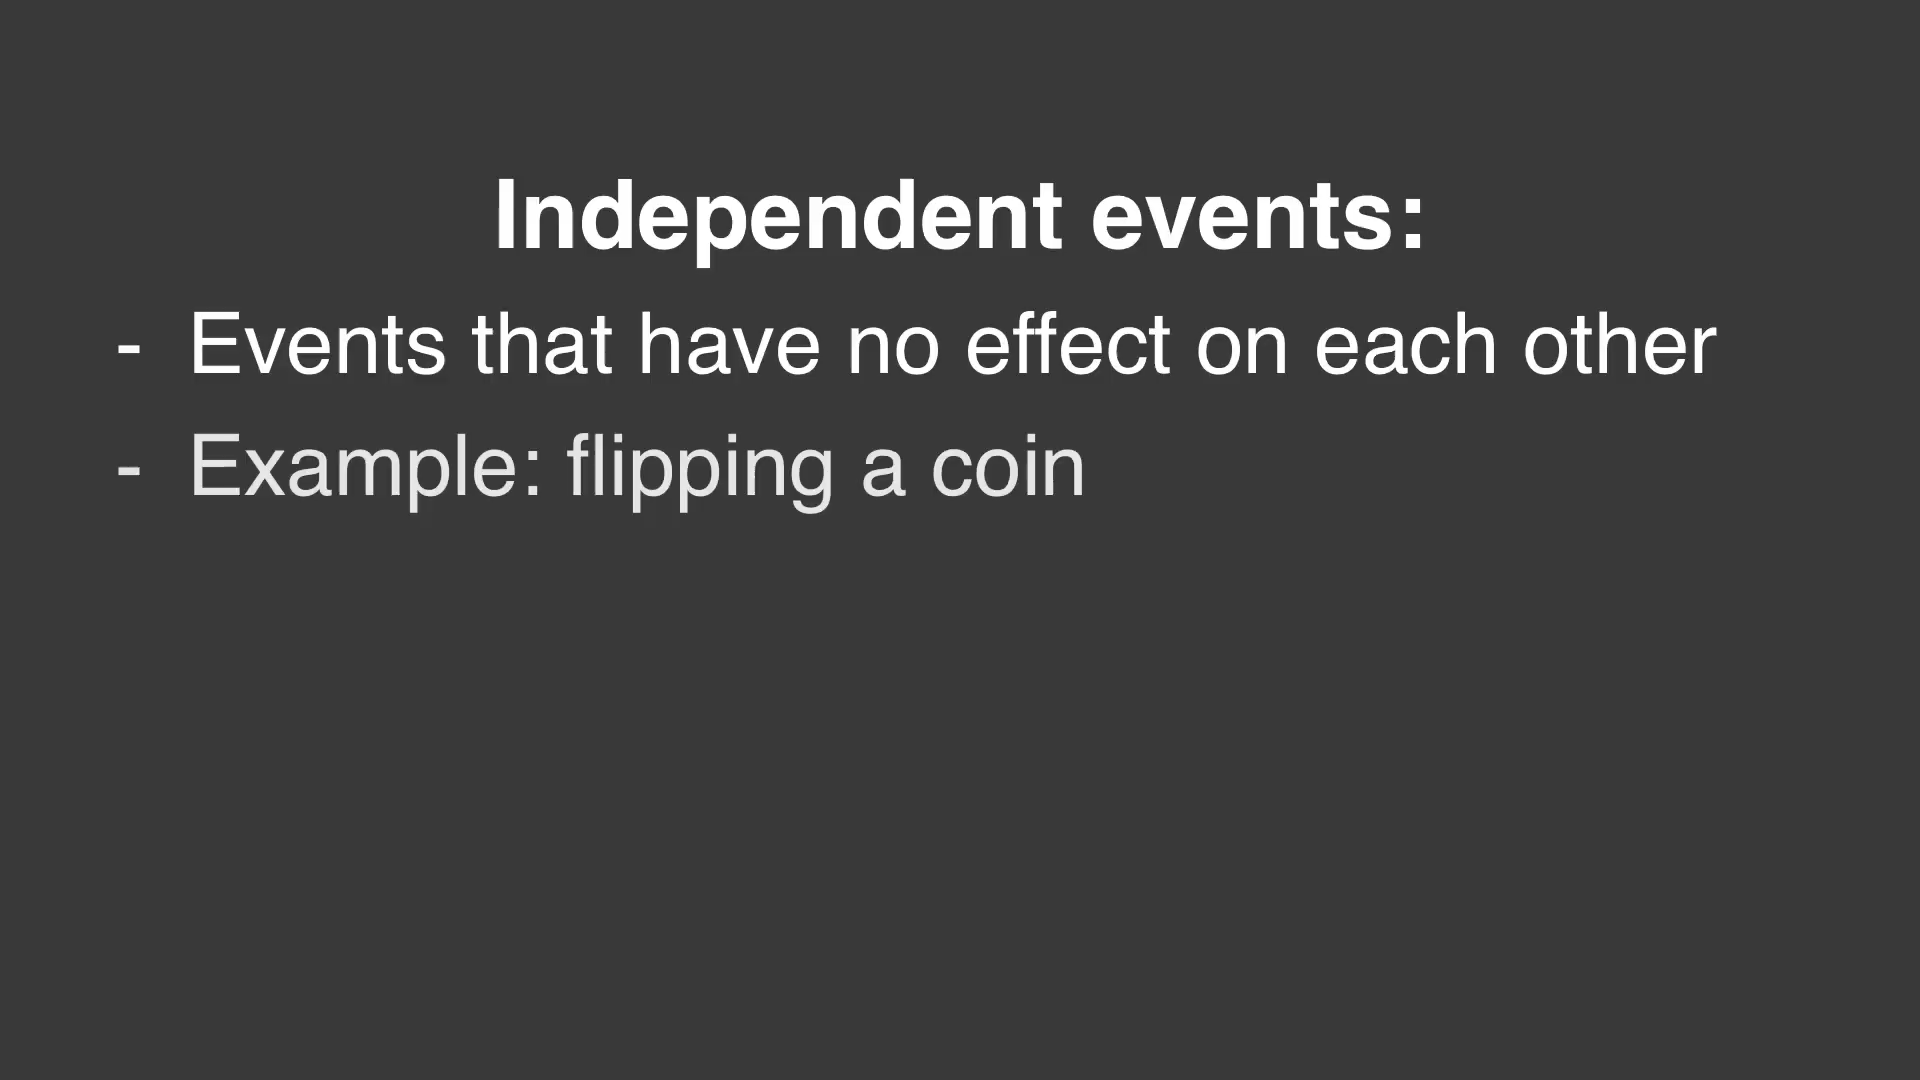 Independent events:
- Events that have no effect on each other
- Example: flipping a coin